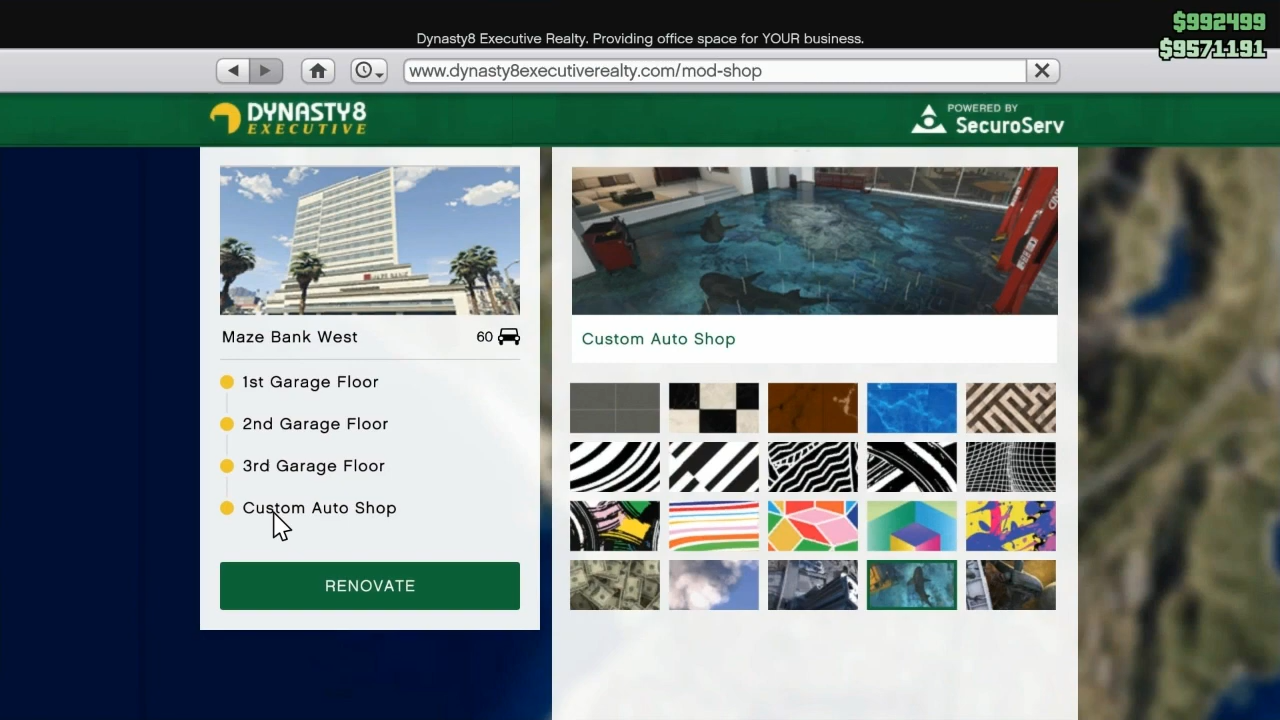 $992499
$9571191
Dynasty8 Executive Realty. Providing office space for YOUR business.
www.dynasty8executiverealty.com/mod-shop
DYNASTY8
EXECUTIVE
POWERED BY
SecuroServ
Maze Bank West
60
1st Garage Floor
2nd Garage Floor
3rd Garage Floor
Custom Auto Shop
RENOVATE
Custom Auto Shop